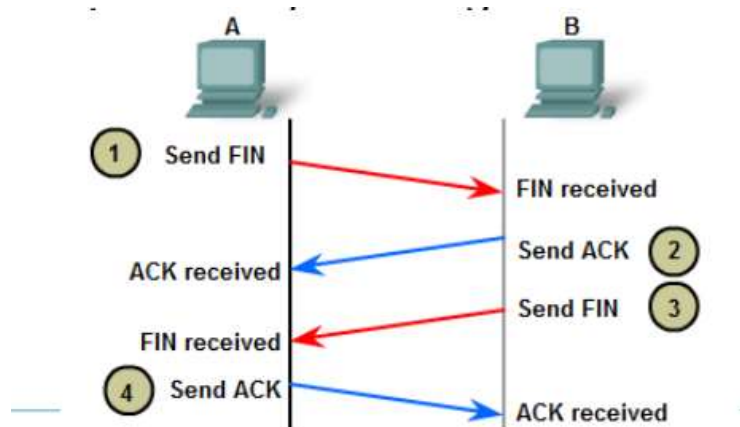 A B
1 Send FIN
FIN received
Send ACK 2
ACK received
Send FIN 3
FIN received
4 Send ACK
ACK received